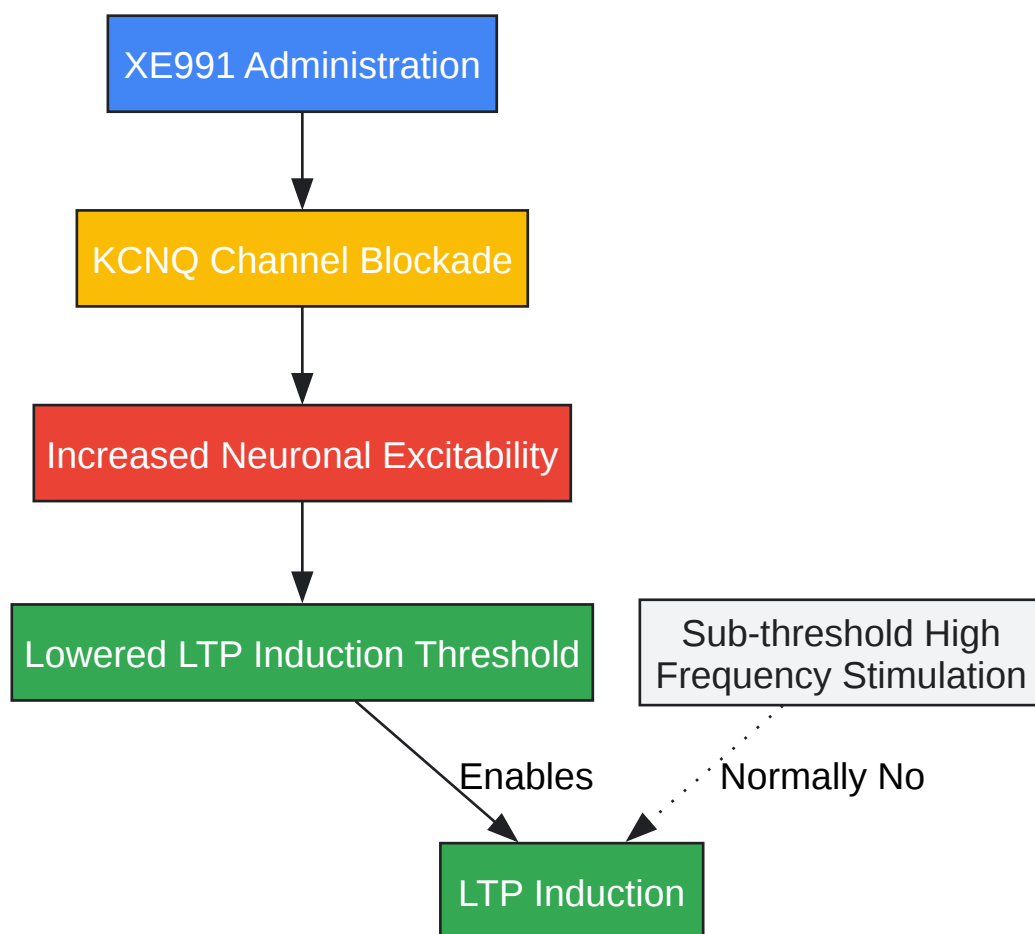 XE991 Administration
KCNQ Channel Blockade
Increased Neuronal Excitability
Lowered LTP Induction Threshold
Sub-threshold High
Frequency Stimulation
Enables
Normally No
LTP Induction